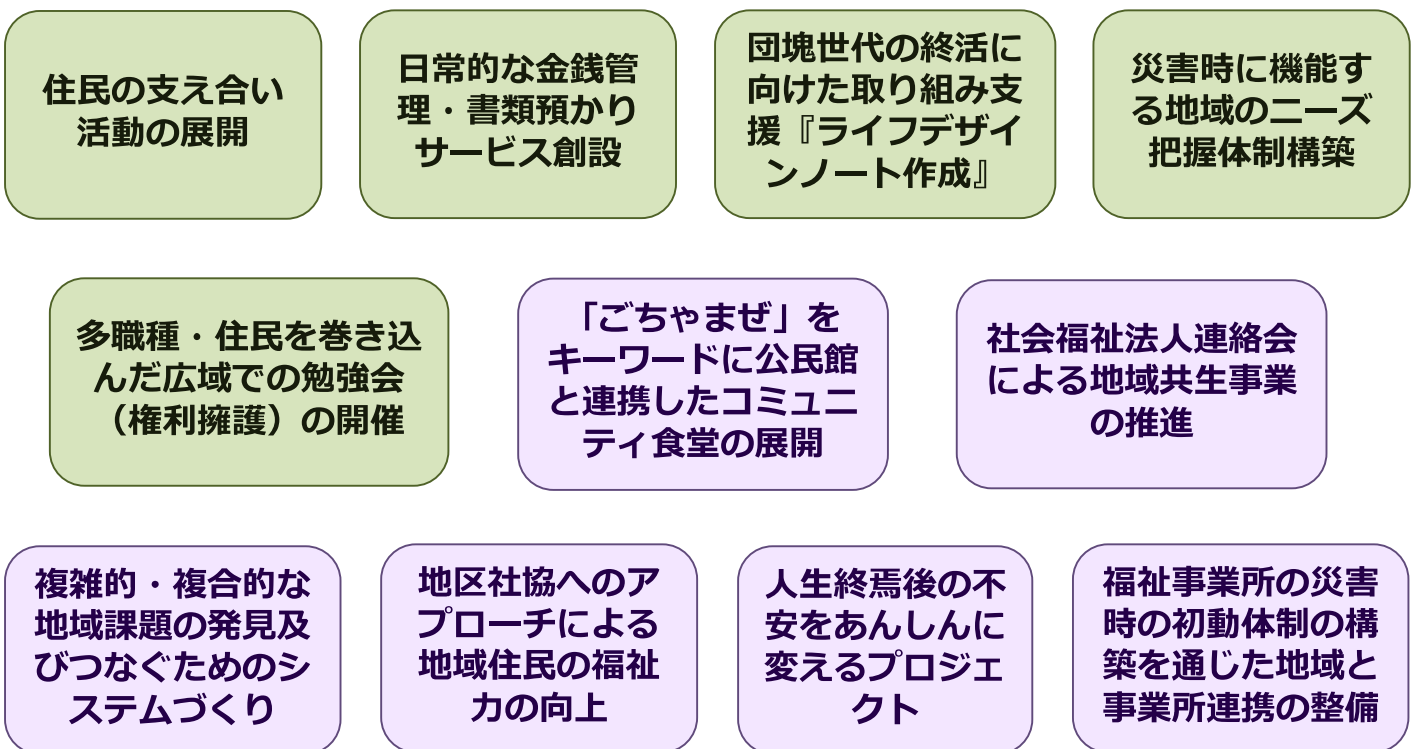 住民の支え合い
活動の展開
日常的な金銭管
理・書類預かり
サービス創設
団塊世代の終活に
向けた取り組み支
援『ライフデザイ
ンノート作成』
災害時に機能す
る地域のニーズ
把握体制構築
多職種・住民を巻き込
んだ広域での勉強会
（権利擁護）の開催
「ごちゃまぜ」を
キーワードに公民館
と連携したコミュニ
ティ食堂の展開
社会福祉法人連絡会
による地域共生事業
の推進
複雑的・複合的な
地域課題の発見及
びつなぐためのシ
ステムづくり
地区社協へのア
プローチによる
地域住民の福祉
力の向上
人生終焉後の不
安をあんしんに
変えるプロジェ
クト
福祉事業所の災害
時の初動体制の構
築を通じた地域と
事業所連携の整備